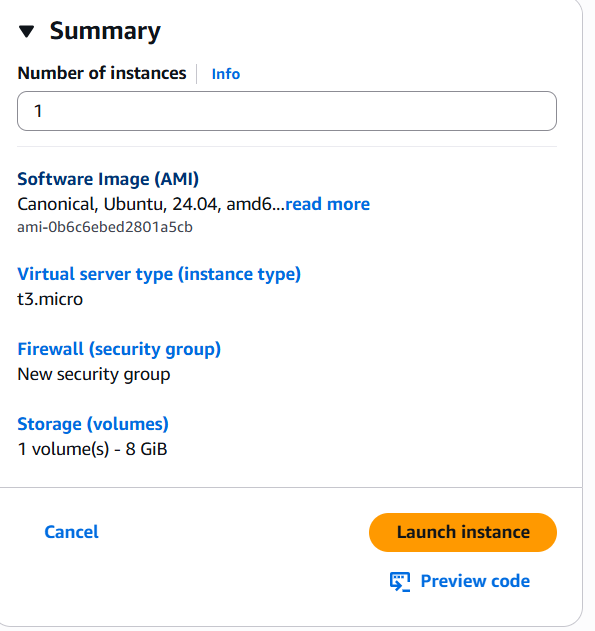 Summary
Number of instances Info
1
Software Image (AMI)
Canonical, Ubuntu, 24.04, amd6...read more
ami-0b6c6ebed2801a5cb
Virtual server type (instance type)
t3.micro
Firewall (security group)
New security group
Storage (volumes)
1 volume(s) - 8 GiB
Cancel
Launch instance
Preview code